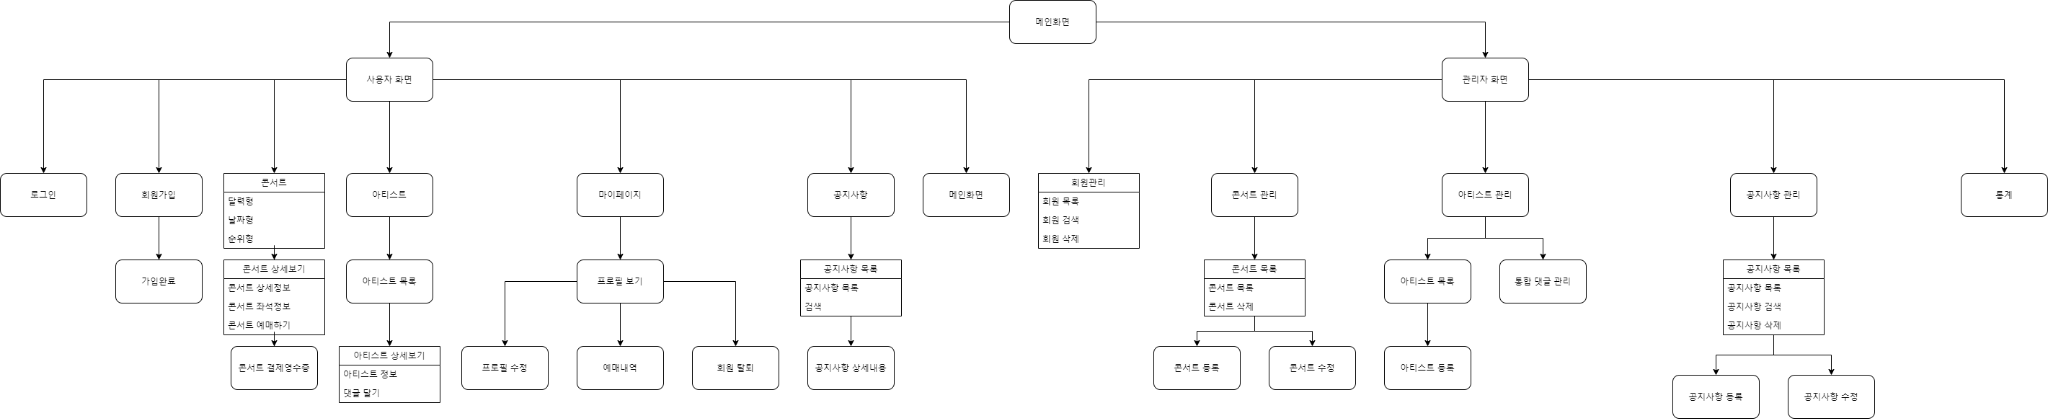 메인화면
사용자 화면
관리자 화면
로그인
회원가입
콘서트
달력형
날짜형
순위형
아티스트
마이페이지
공지사항
메인화면
회원관리
회원 목록
회원 검색
회원 삭제
콘서트 관리
아티스트 관리
공지사항 관리
통계
가입완료
콘서트 상세보기
콘서트 상세정보
콘서트 좌석정보
콘서트 예매하기
아티스트 목록
프로필 보기
공지사항 목록
공지사항 목록
검색
콘서트 목록
콘서트 목록
콘서트 삭제
아티스트 목록
통합 댓글 관리
공지사항 목록
공지사항 목록
공지사항 검색
공지사항 삭제
콘서트 결제영수증
아티스트 상세보기
아티스트 정보
댓글 달기
프로필 수정
예매내역
회원 탈퇴
공지사항 상세내용
콘서트 등록
콘서트 수정
아티스트 등록
공지사항 등록
공지사항 수정